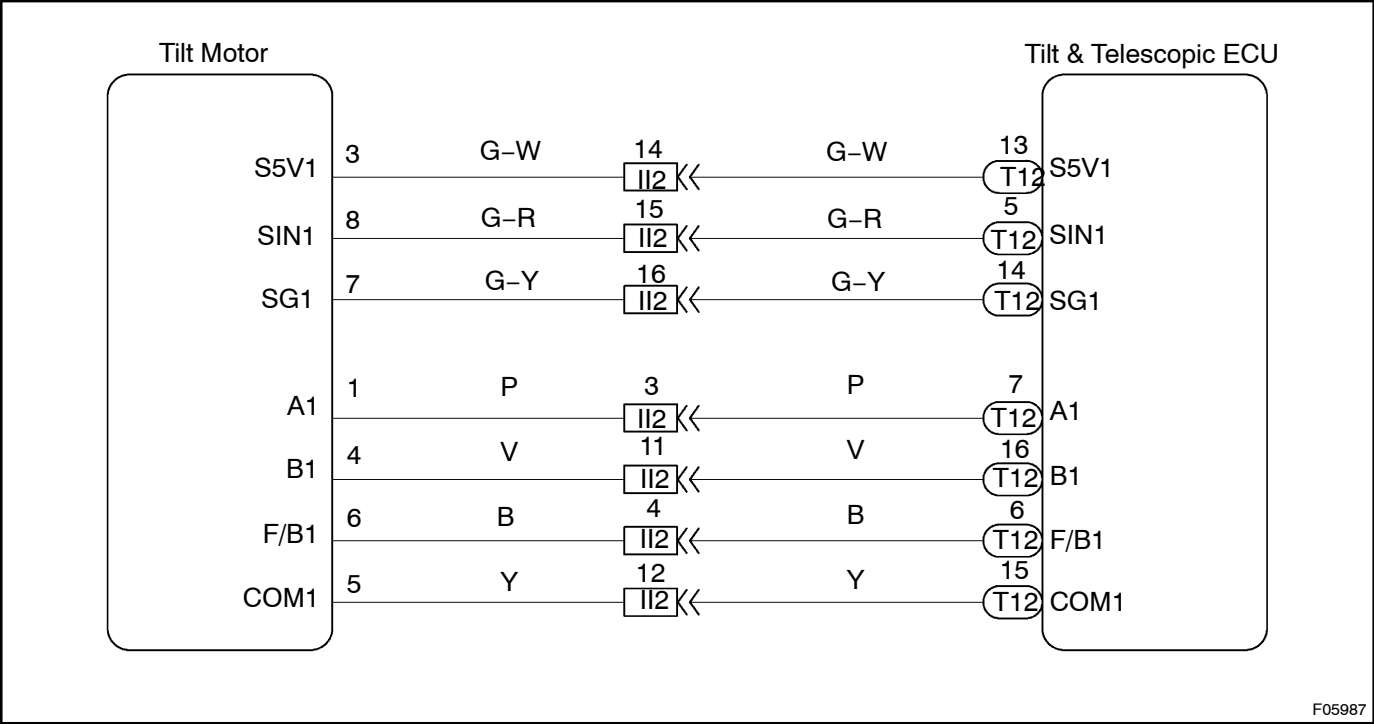 Tilt Motor Tilt & Telescopic ECU
S5V1 3 G−W 14 II2 G−W 13 T12 S5V1
SIN1 8 G−R 15 II2 G−R 5 T12 SIN1
SG1 7 G−Y 16 II2 G−Y 14 T12 SG1
A1 1 P 3 II2 P 7 T12 A1
B1 4 V 11 II2 V 16 T12 B1
F/B1 6 B 4 II2 B 6 T12 F/B1
COM1 5 Y 12 II2 Y 15 T12 COM1
F05987